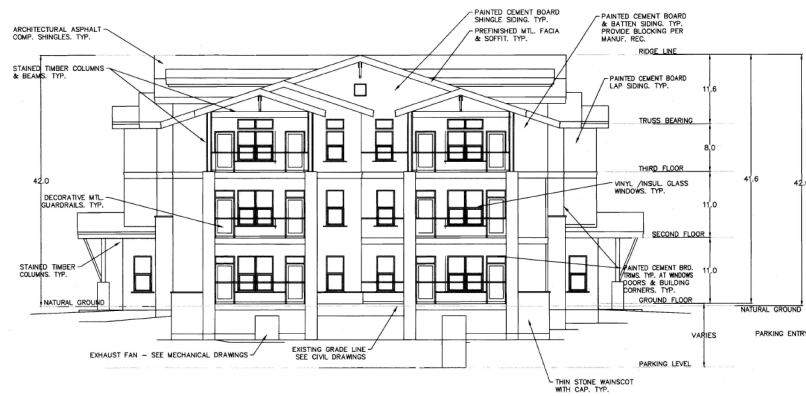 PAINTED CEMENT BOARD
SHINGLE SIDING. TYP.
PREFINISHED MTL. FACIA
& SOFFIT. TYP.
PAINTED CEMENT BOARD
& BATTEN SIDING. TYP.
PROVIDE BLOCKING PER
MANUF. REC.
ARCHITECTURAL ASPHALT
COMP. SHINGLES. TYP.
RIDGE LINE
STAINED TIMBER COLUMNS
& BEAMS. TYP.
PAINTED CEMENT BOARD
LAP SIDING. TYP.
11.6
TRUSS BEARING
8.0
THIRD FLOOR
42.0
41.6
42.0
DECORATIVE MTL.
GUARDRAILS. TYP.
VINYL /INSUL. GLASS
WINDOWS. TYP.
11.0
SECOND FLOOR
STAINED TIMBER
COLUMNS. TYP.
PAINTED CEMENT BRD.
TRIMS. TYP. AT WINDOWS
DOORS & BUILDING
CORNERS. TYP.
11.0
NATURAL GROUND
GROUND FLOOR
NATURAL GROUND
EXHAUST FAN - SEE MECHANICAL DRAWINGS
EXISTING GRADE LINE
SEE CIVIL DRAWINGS
VARIES
PARKING ENTRY
PARKING LEVEL
THIN STONE WAINSCOT
WITH CAP. TYP.